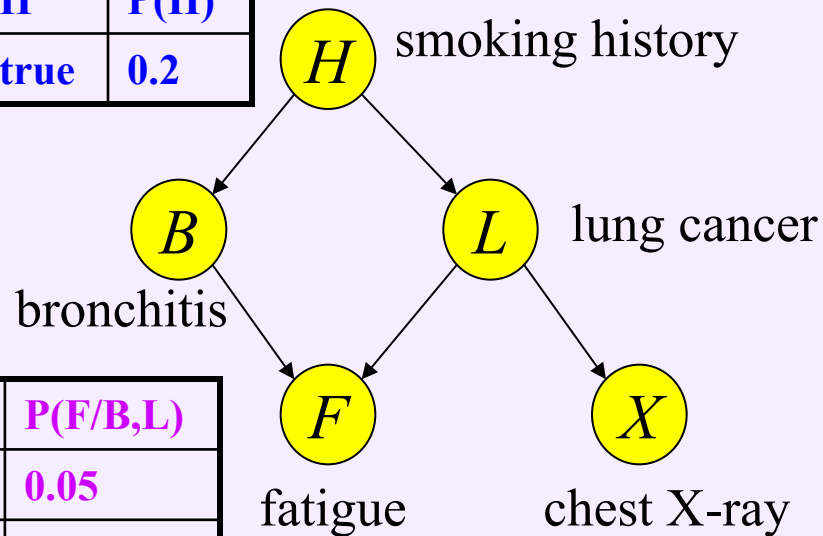 P(H)
true 0.2
H smoking history
B L lung cancer
bronchitis
P(F/B,L)
0.05
F X
fatigue chest X-ray